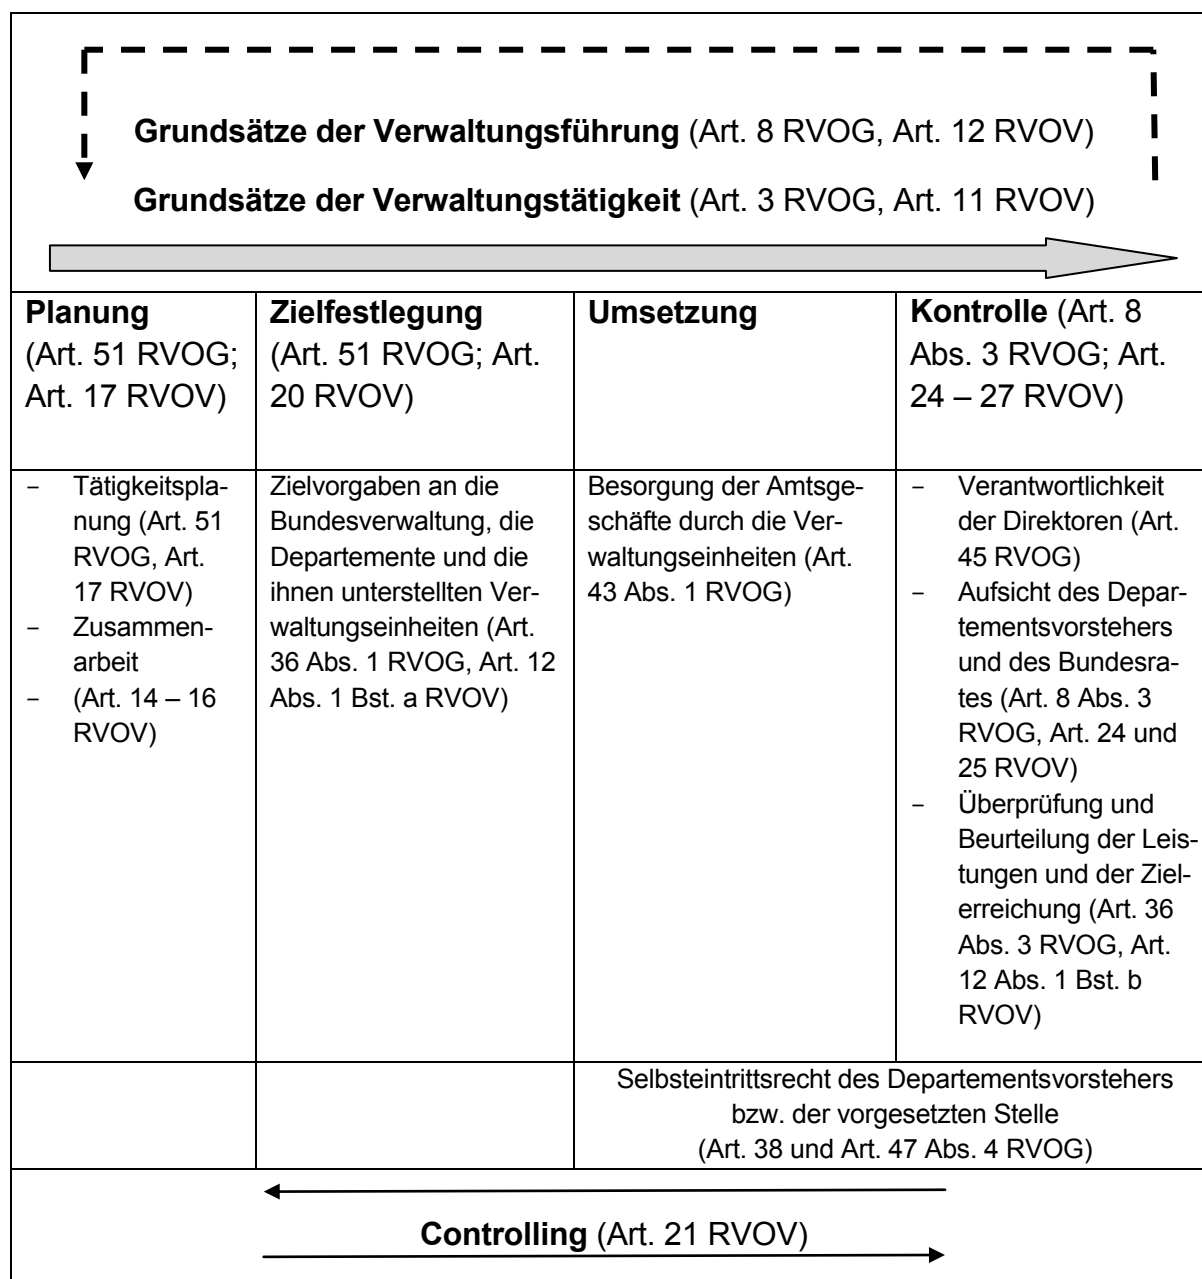 Grundsätze der Verwaltungsführung (Art. 8 RVOG, Art. 12 RVOV)
Grundsätze der Verwaltungstätigkeit (Art. 3 RVOG, Art. 11 RVOV)
Planung
(Art. 51 RVOG;
Art. 17 RVOV)
Zielfestlegung
(Art. 51 RVOG; Art.
20 RVOV)
Umsetzung
Kontrolle (Art. 8
Abs. 3 RVOG; Art.
24 – 27 RVOV)
– Tätigkeitspla-
nung (Art. 51
RVOG, Art.
17 RVOV)
– Zusammen-
arbeit
– (Art. 14 – 16
RVOV)
Zielvorgaben an die
Bundesverwaltung, die
Departemente und die
ihnen unterstellten Ver-
waltungseinheiten (Art.
36 Abs. 1 RVOG, Art. 12
Abs. 1 Bst. a RVOV)
Besorgung der Amtsge-
schäfte durch die Ver-
waltungseinheiten (Art.
43 Abs. 1 RVOG)
– Verantwortlichkeit
der Direktoren (Art.
45 RVOG)
– Aufsicht des Depar-
tementsvorstehers
und des Bundesra-
tes (Art. 8 Abs. 3
RVOG, Art. 24 und
25 RVOV)
– Überprüfung und
Beurteilung der Leis-
tungen und der Ziel-
erreichung (Art. 36
Abs. 3 RVOG, Art.
12 Abs. 1 Bst. b
RVOV)
Selbsteintrittsrecht des Departementsvorstehers
bzw. der vorgesetzten Stelle
(Art. 38 und Art. 47 Abs. 4 RVOG)
Controlling (Art. 21 RVOV)